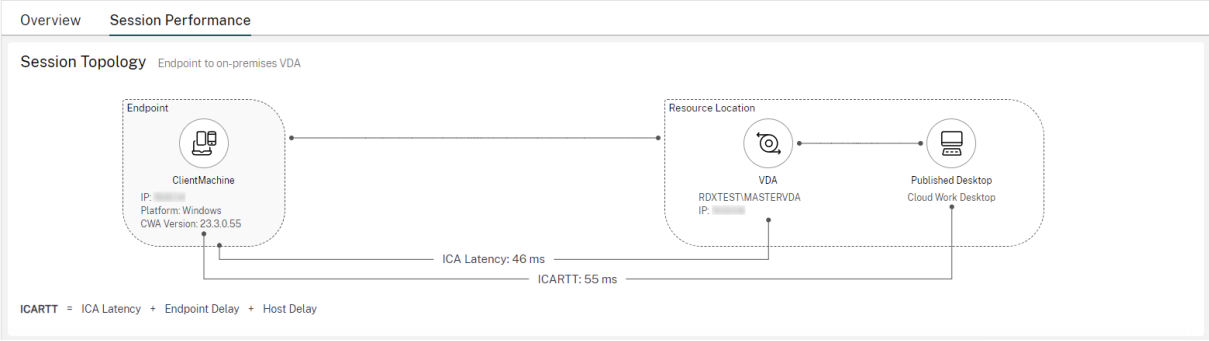 Overview Session Performance
Session Topology Endpoint to on-premises VDA
Endpoint
ClientMachine
IP:
Platform: Windows
CWA Version: 23.3.0.55
Resource Location
VDA
RDXTEST\MASTERVDA
IP:
Published Desktop
Cloud Work Desktop
ICA Latency: 46 ms
ICARTT: 55 ms
ICARTT = ICA Latency + Endpoint Delay + Host Delay